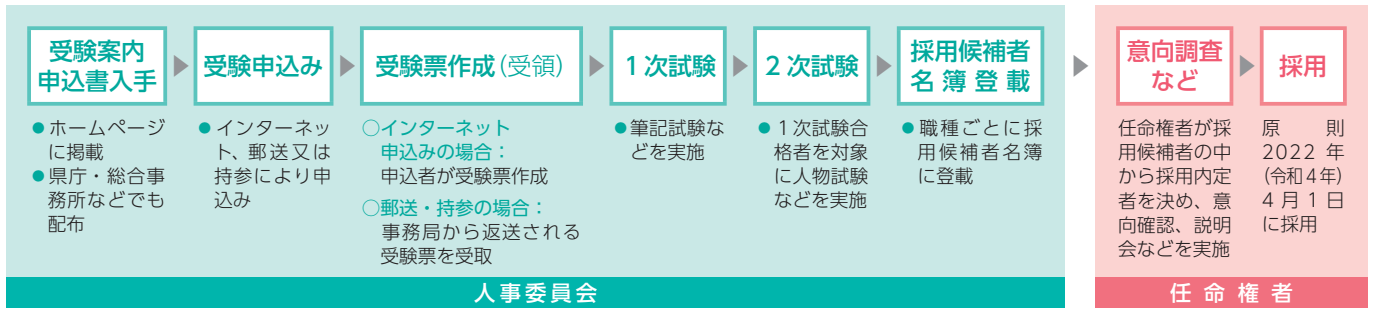 受験案内
申込書入手
受験申込み
受験票作成(受領)
1次試験
2次試験
採用候補者
名簿登載
意向調査
など
採用
●ホームページ
に掲載
●県庁・総合事
務所などでも
配布
●インターネッ
ト、郵送又は
持参により申
込み
○インターネット
申込みの場合：
申込者が受験票作成
○郵送・持参の場合：
事務局から返送される
受験票を受取
●筆記試験な
どを実施
●1次試験合
格者を対象
に人物試験
などを実施
●職種ごとに採
用候補者名簿
に登載
任命権者が採
用候補者の中
から採用内定
者を決め、意
向確認、説明
会などを実施
原則
2022年
(令和4年)
4月1日
に採用
人事委員会
任命権者